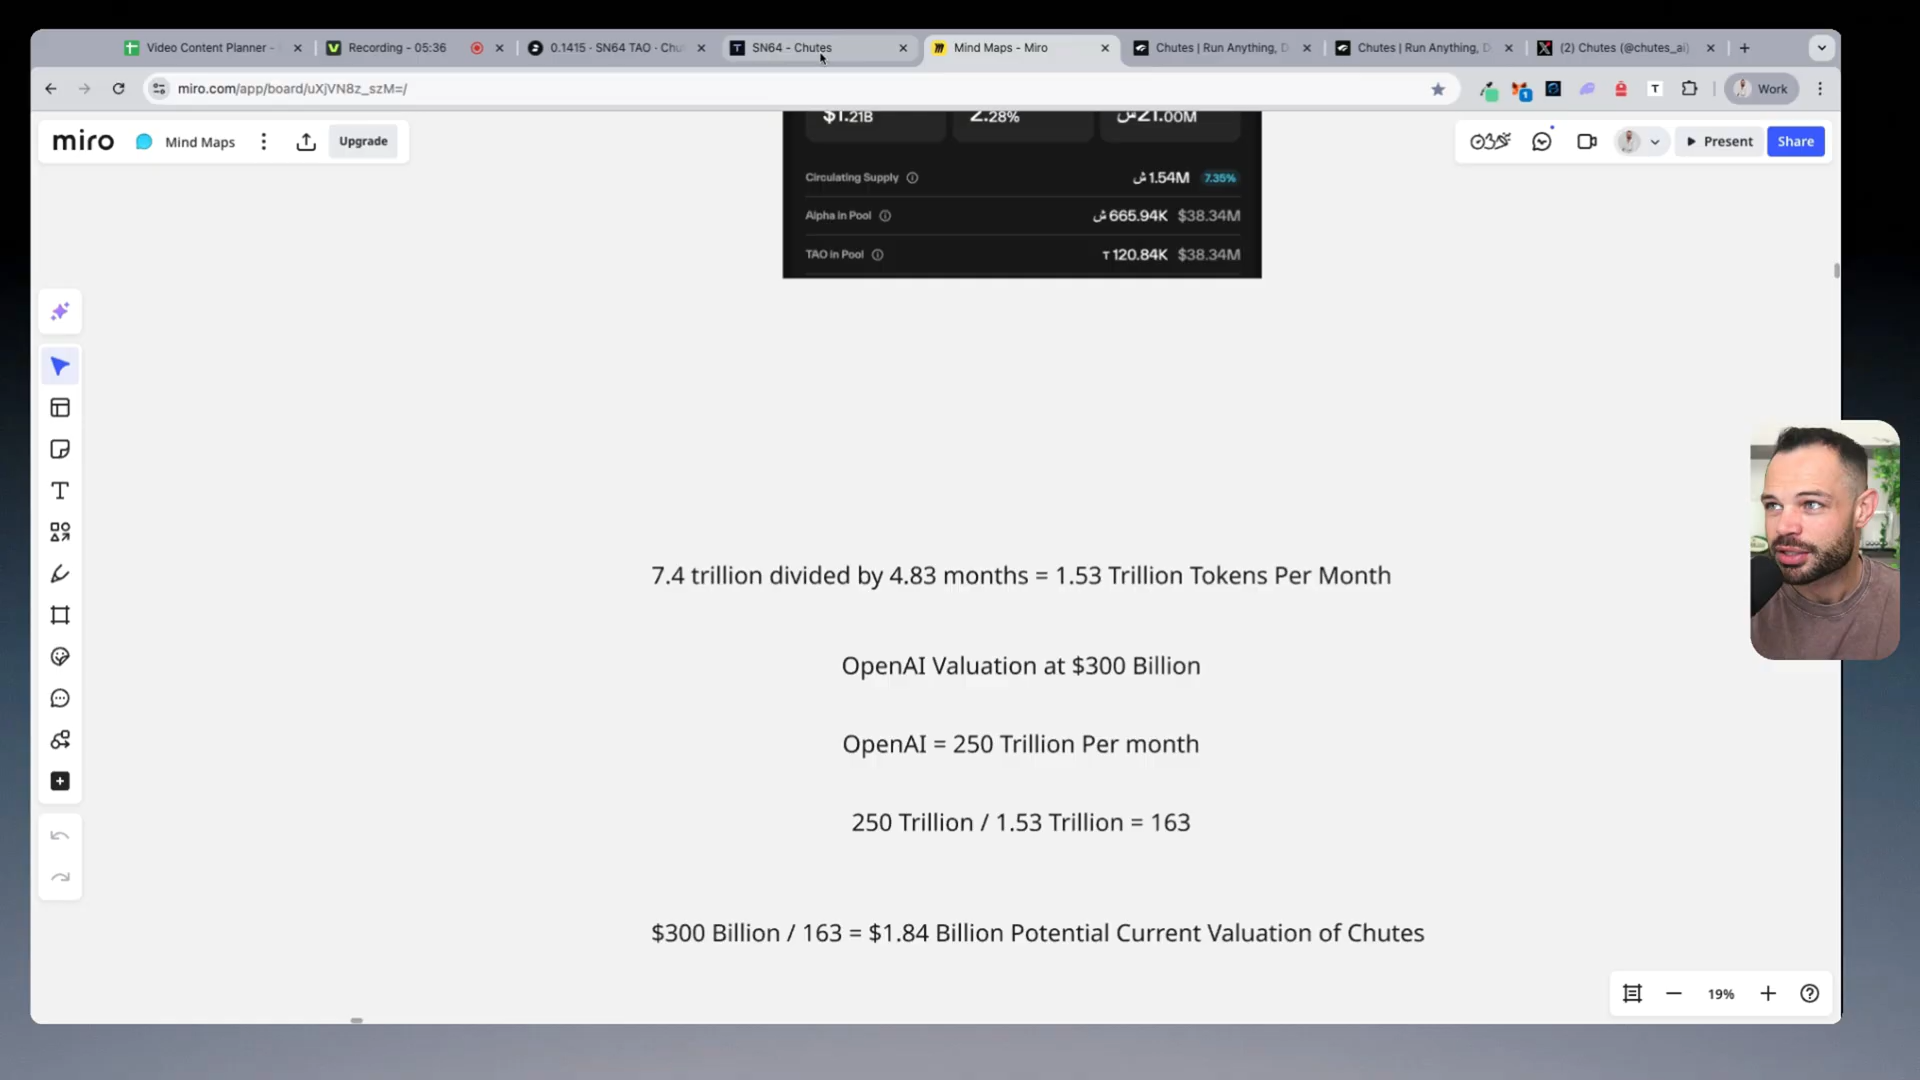 Video Content Planner -
Recording - 05:36
0.1415 · SN64 TAO · Chu
SN64 - Chutes
Mind Maps - Miro
Chutes | Run Anything, D
Chutes | Run Anything, D
(2) Chutes (@chutes_ai)
miro.com/app/board/uXjVN8z_szM=/
T
Work
miro
Mind Maps
Upgrade
Present
Share
$1.21B
2.28%
ش21.00M
Circulating Supply
ش1.54M 7.35%
Alpha in Pool
ش665.94K $38.34M
TAO in Pool
τ 120.84K $38.34M
7.4 trillion divided by 4.83 months = 1.53 Trillion Tokens Per Month
OpenAI Valuation at $300 Billion
OpenAI = 250 Trillion Per month
250 Trillion / 1.53 Trillion = 163
$300 Billion / 163 = $1.84 Billion Potential Current Valuation of Chutes
19%